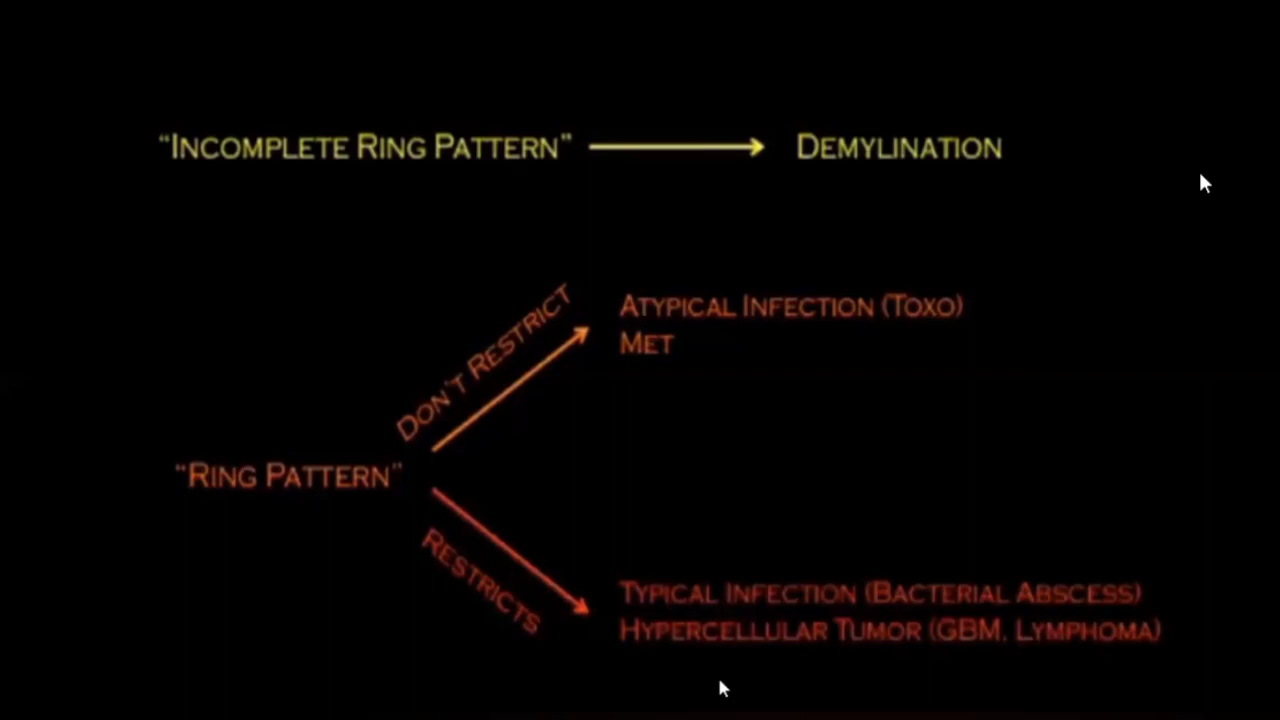 “Incomplete Ring Pattern”
Demylination
Don't Restrict
Atypical Infection (Toxo)
Met
“Ring Pattern”
Restricts
Typical Infection (Bacterial Abscess)
Hypercellular Tumor (GBM, Lymphoma)